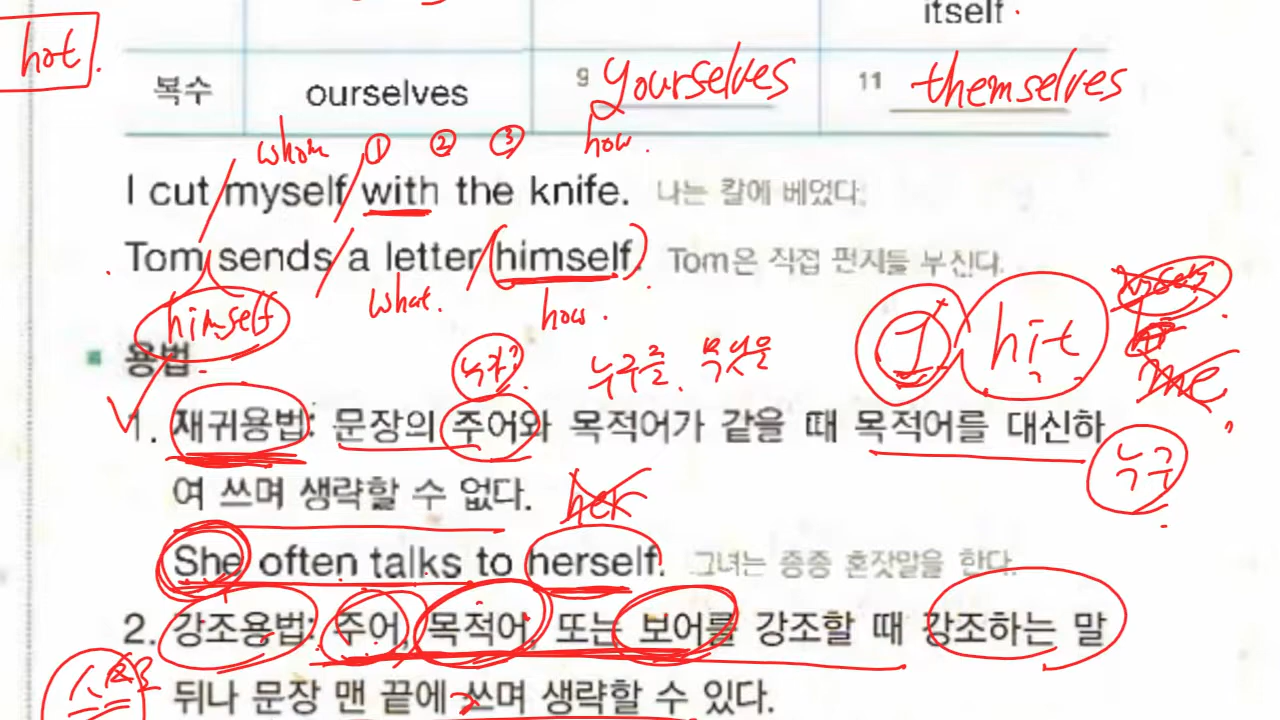 itself
hot.
복수 ourselves 9 yourselves 11 themselves
whom ① ② ③ how.
I cut myself with the knife. 나는 칼에 베었다.
Tom sends a letter himself. Tom은 직접 편지를 부친다.
himself what. how.
I hit
용법
누가? 누구를. 무엇을 me
1. 재귀용법: 문장의 주어와 목적어가 같을 때 목적어를 대신하
누구
여 쓰며 생략할 수 없다. her
She often talks to herself. 그녀는 종종 혼잣말을 한다.
2. 강조용법: 주어, 목적어, 또는 보어를 강조할 때 강조하는 말
뒤나 문장 맨 끝에 쓰며 생략할 수 있다.